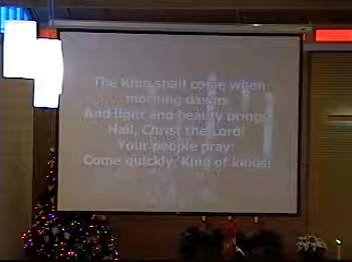 The King shall come when
morning dawns
And light and beauty brings
Hail, Christ the Lord!
Your people pray:
Come quickly, King of kings!